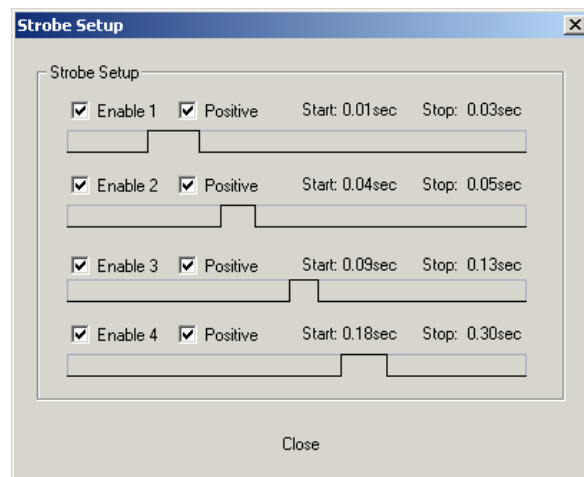 Strobe Setup
Strobe Setup
Enable 1 Positive Start: 0.01sec Stop: 0.03sec
Enable 2 Positive Start: 0.04sec Stop: 0.05sec
Enable 3 Positive Start: 0.09sec Stop: 0.13sec
Enable 4 Positive Start: 0.18sec Stop: 0.30sec
Close